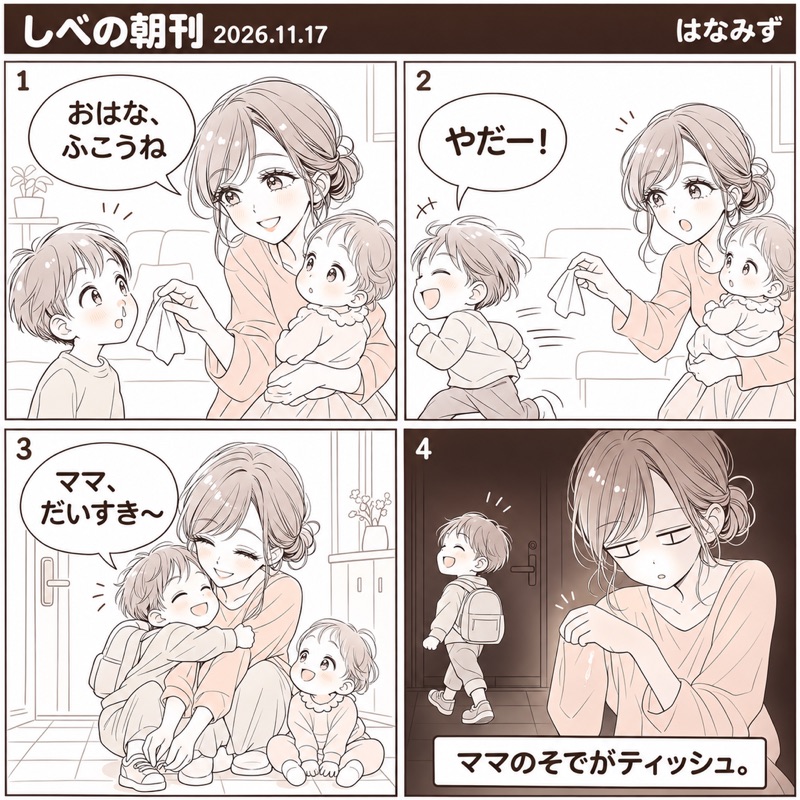 しべの朝刊 2026.11.17
はなみず
1
おはな、
ふこうね
2
やだー!
3
ママ、
だいすき〜
4
ママのそでがティッシュ。